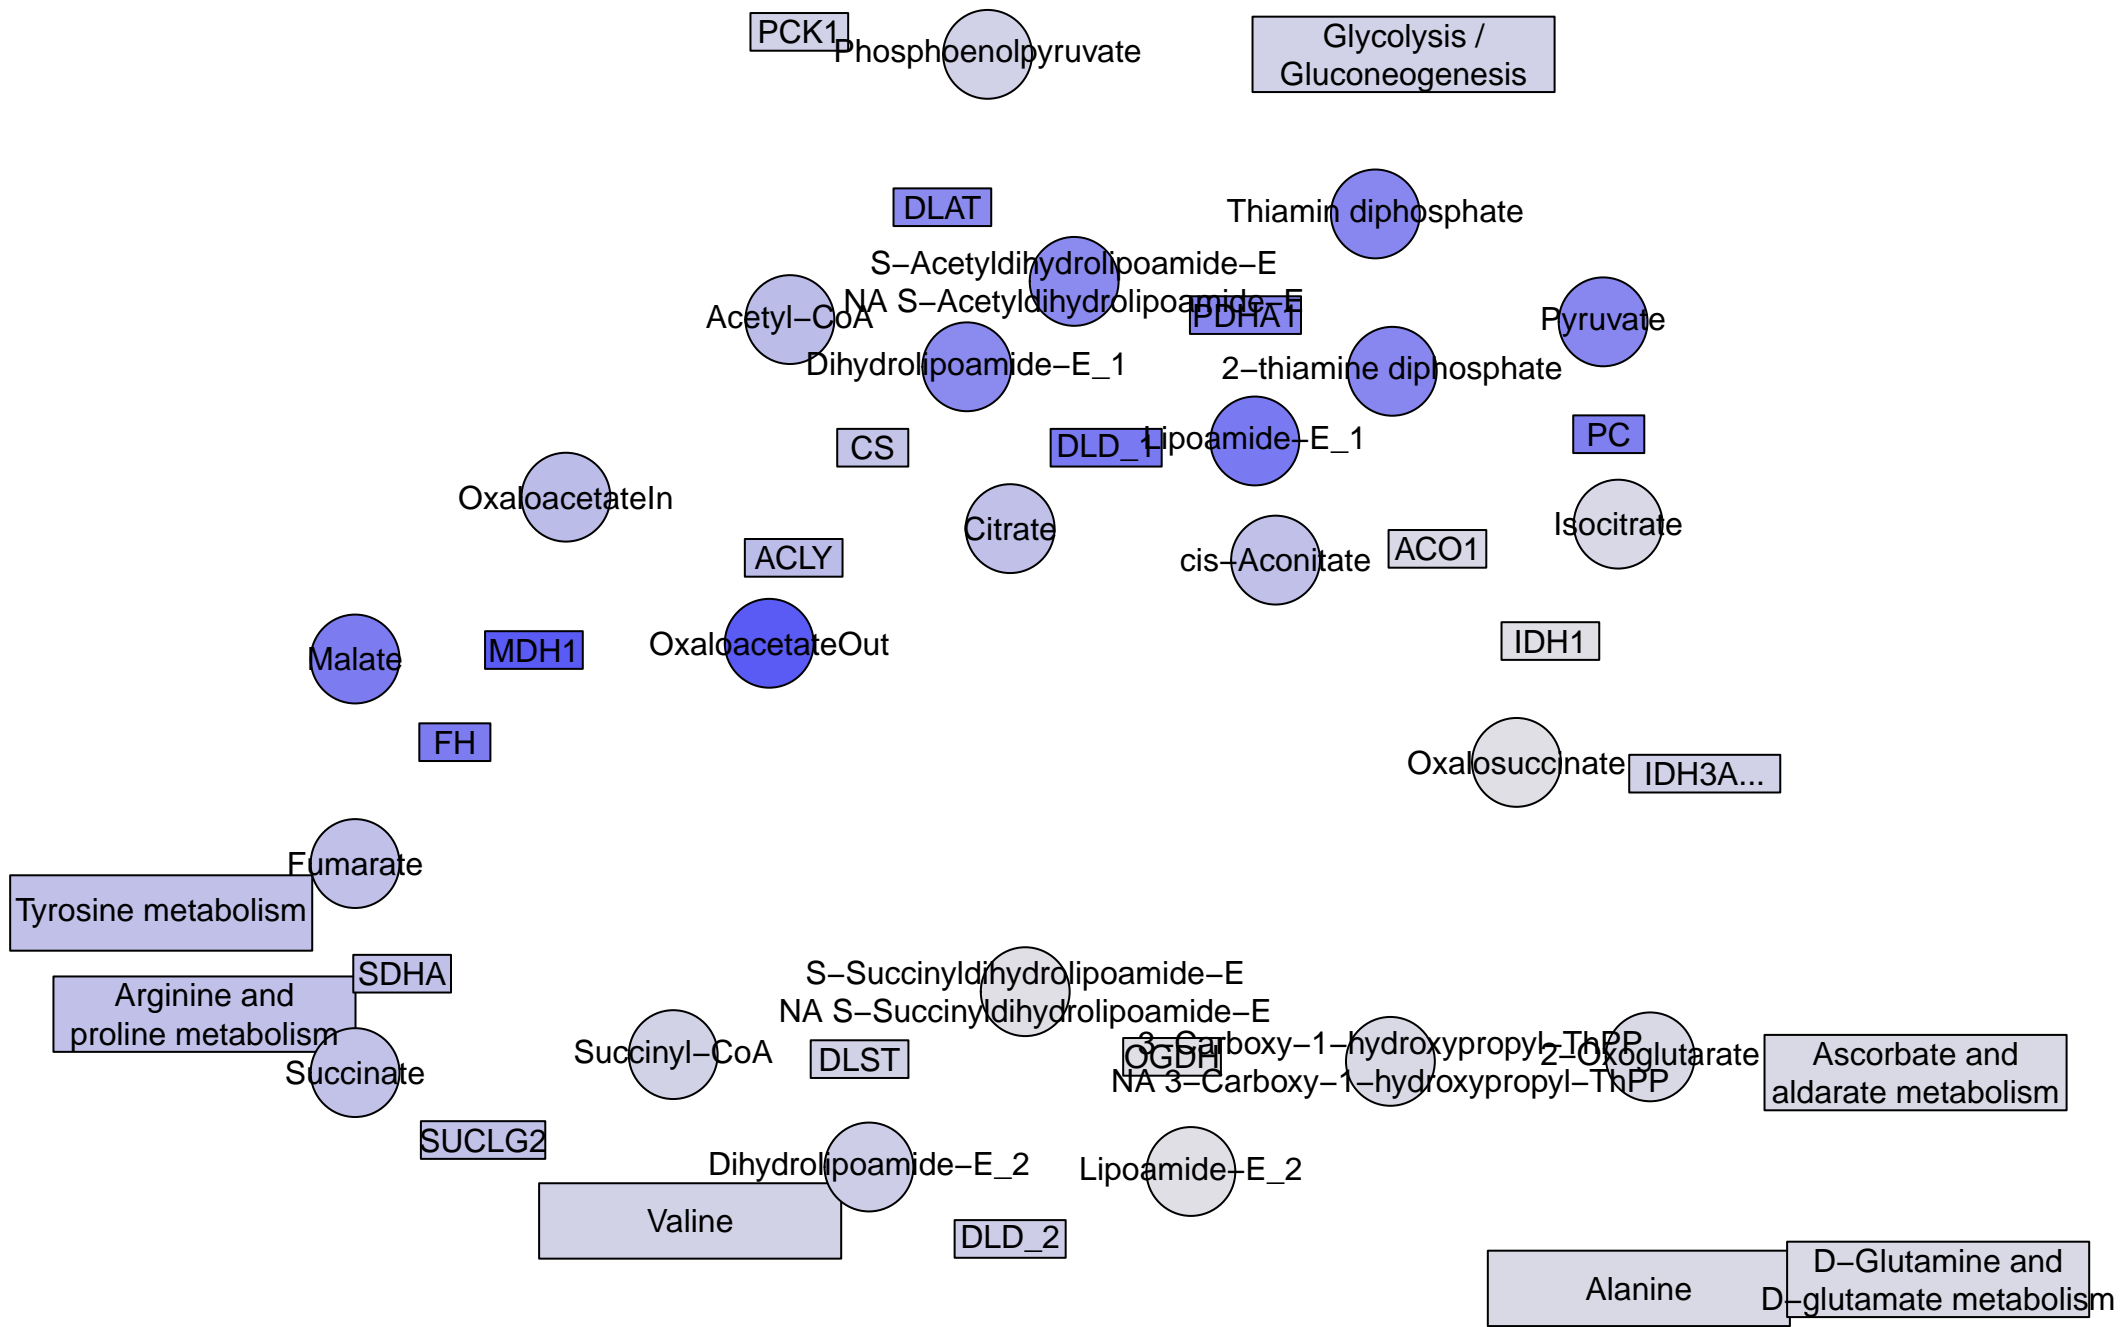 PCK1
Phosphoenolpyruvate
Glycolysis /
Gluconeogenesis
DLAT
Thiamin diphosphate
S−Acetyldihydrolipoamide−E
NA S−Acetyldihydrolipoamide−E
Acetyl−CoA
PDHA1
Pyruvate
Dihydrolipoamide−E_1
2−thiamine diphosphate
CS
DLD_1
Lipoamide−E_1
PC
OxaloacetateIn
Citrate
Isocitrate
ACLY
cis−Aconitate
ACO1
Malate
MDH1
OxaloacetateOut
IDH1
FH
Oxalosuccinate
IDH3A...
Fumarate
Tyrosine metabolism
SDHA
Arginine and
proline metabolism
S−Succinyldihydrolipoamide−E
NA S−Succinyldihydrolipoamide−E
Succinate
Succinyl−CoA
DLST
OGDH
3−Carboxy−1−hydroxypropyl−ThPP
NA 3−Carboxy−1−hydroxypropyl−ThPP
2−Oxoglutarate
Ascorbate and
aldarate metabolism
SUCLG2
Dihydrolipoamide−E_2
Lipoamide−E_2
Valine
DLD_2
Alanine
D−Glutamine and
D−glutamate metabolism